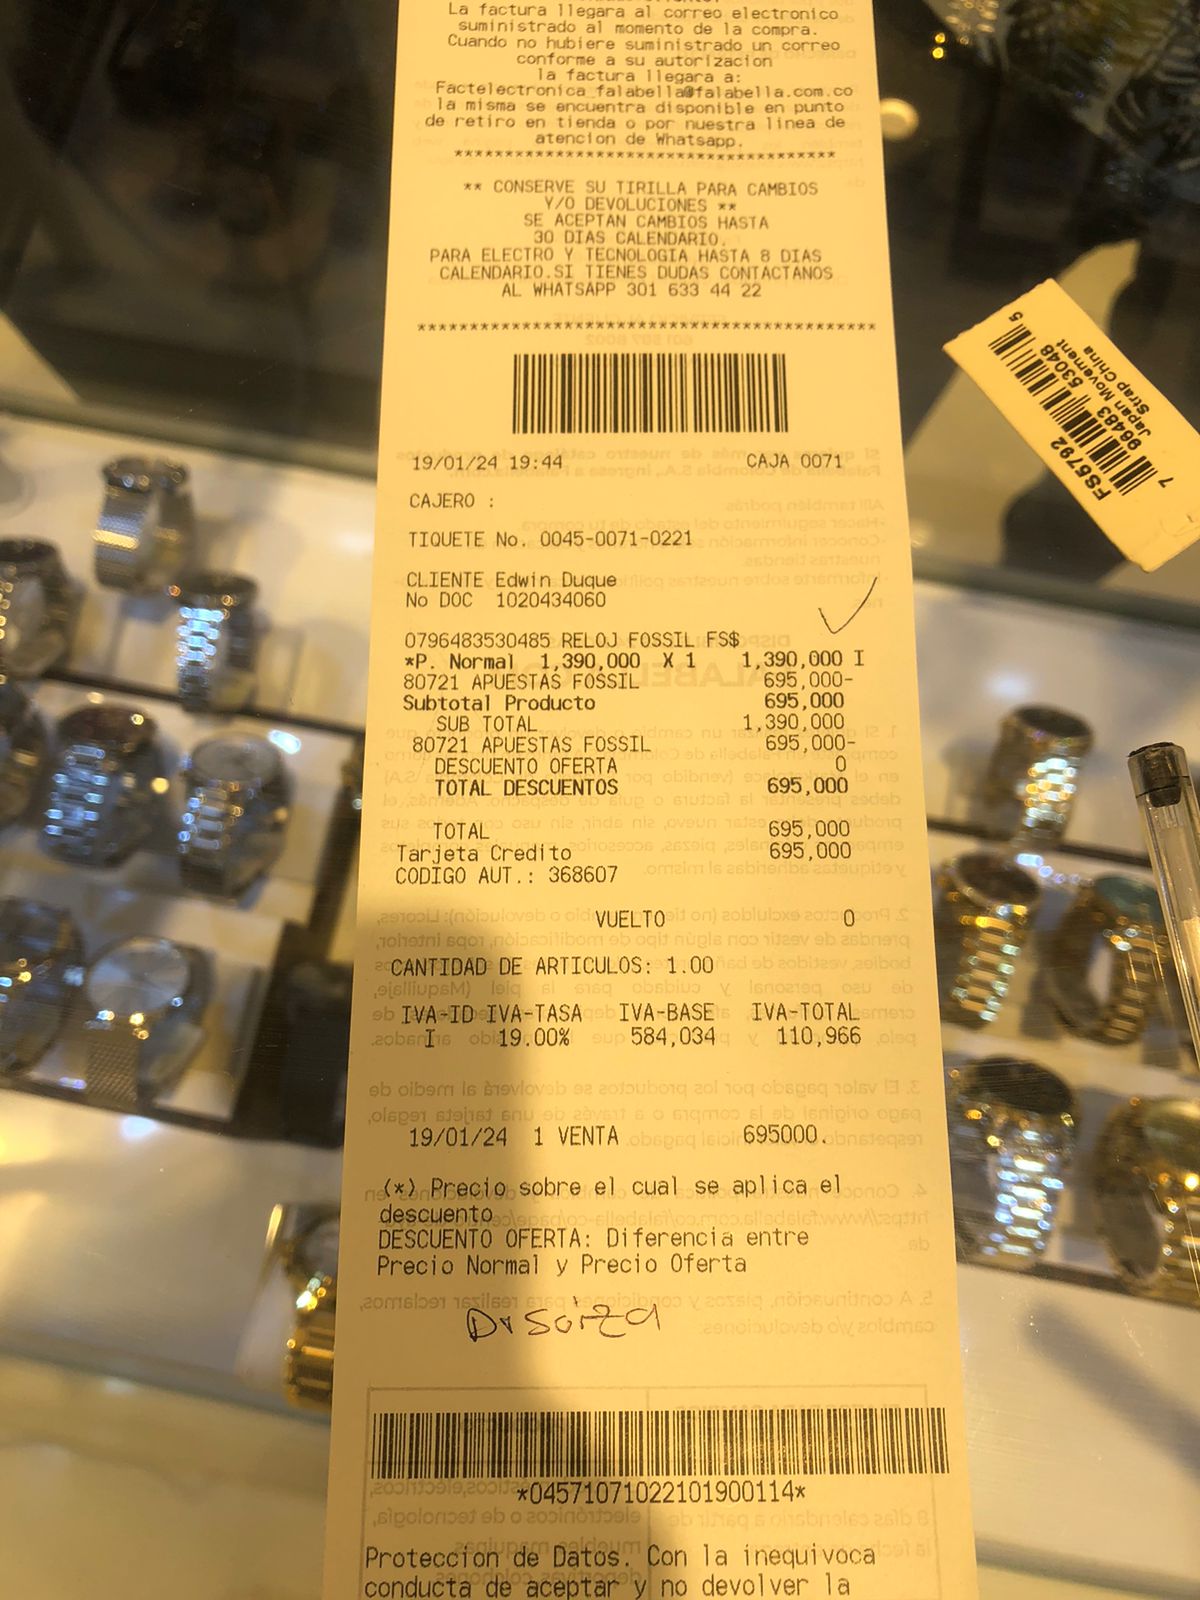 La factura llegara al correo electronico
suministrado al momento de la compra.
Cuando no hubiere suministrado un correo
conforme a su autorizacion
la factura llegara a:
Factelectronica_falabella@falabella.com.co
la misma se encuentra disponible en punto
de retiro en tienda o por nuestra linea de
atencion de Whatsapp.
************************************
** CONSERVE SU TIRILLA PARA CAMBIOS
Y/O DEVOLUCIONES **
SE ACEPTAN CAMBIOS HASTA
30 DIAS CALENDARIO.
PARA ELECTRO Y TECNOLOGIA HASTA 8 DIAS
CALENDARIO.SI TIENES DUDAS CONTACTANOS
AL WHATSAPP 301 633 44 22
******************************************
19/01/24 19:44 CAJA 0071
CAJERO :
TIQUETE No. 0045-0071-0221
CLIENTE Edwin Duque
No DOC 1020434060
0796483530485 RELOJ FOSSIL FS$
*P. Normal 1,390,000 X 1 1,390,000 I
80721 APUESTAS FOSSIL 695,000-
Subtotal Producto 695,000
SUB TOTAL 1,390,000
80721 APUESTAS FOSSIL 695,000-
DESCUENTO OFERTA 0
TOTAL DESCUENTOS 695,000
TOTAL 695,000
Tarjeta Credito 695,000
CODIGO AUT.: 368607
VUELTO 0
CANTIDAD DE ARTICULOS: 1.00
IVA-ID IVA-TASA IVA-BASE IVA-TOTAL
I 19.00% 584,034 110,966
19/01/24 1 VENTA 695000.
(*) Precio sobre el cual se aplica el
descuento
DESCUENTO OFERTA: Diferencia entre
Precio Normal y Precio Oferta
*04571071022101900114*
Proteccion de Datos. Con la inequivoca
conducta de aceptar y no devolver la
FS5792
7 96483 53048 5
Japan Movement
Strap China